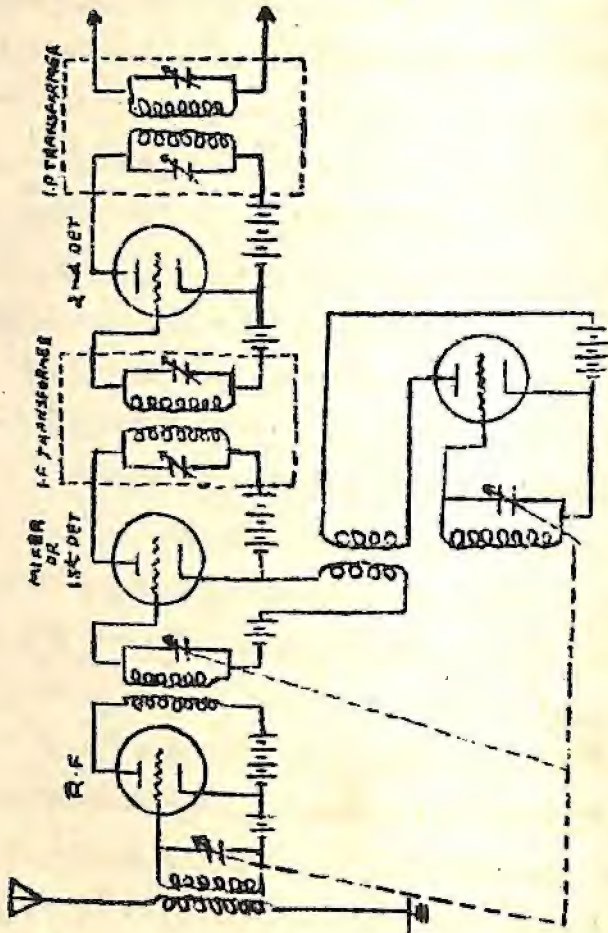 R.F
MIXER
OR
1st DET
I.F TRANSFORMER
2nd DET
I.F TRANSFORMER